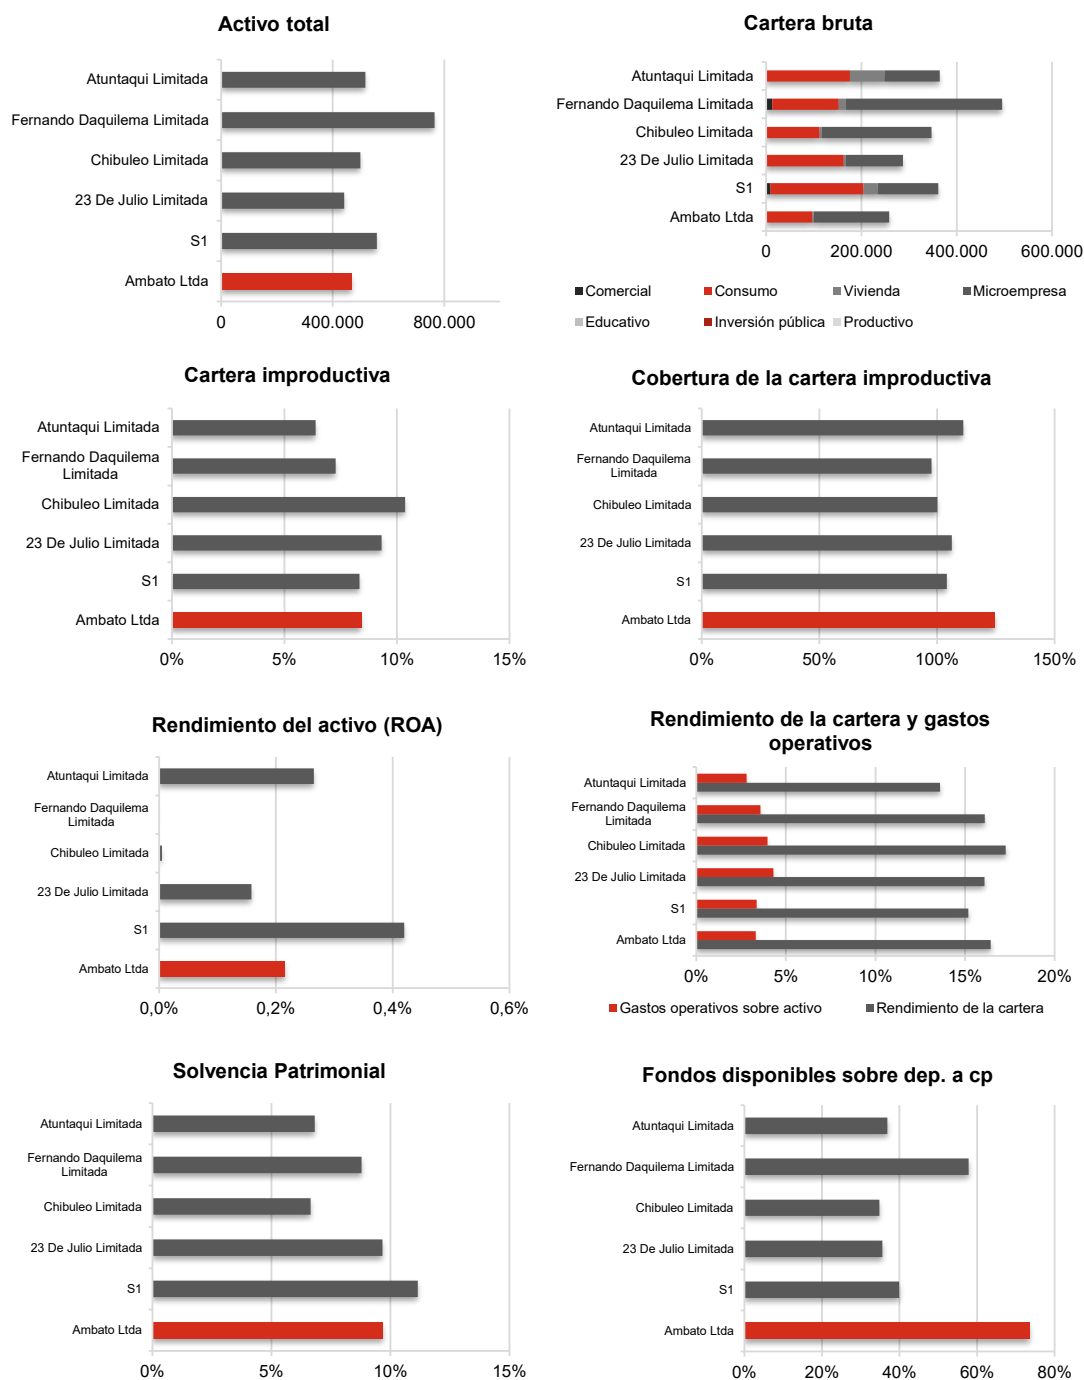 Activo total
Atuntaqui Limitada
Fernando Daquilema Limitada
Chibuleo Limitada
23 De Julio Limitada
S1
Ambato Ltda
0 400.000 800.000
Cartera bruta
Atuntaqui Limitada
Fernando Daquilema Limitada
Chibuleo Limitada
23 De Julio Limitada
S1
Ambato Ltda
0 200.000 400.000 600.000
Comercial Consumo Vivienda Microempresa
Educativo Inversión pública Productivo
Cartera improductiva
Atuntaqui Limitada
Fernando Daquilema
Limitada
Chibuleo Limitada
23 De Julio Limitada
S1
Ambato Ltda
0% 5% 10% 15%
Cobertura de la cartera improductiva
Atuntaqui Limitada
Fernando Daquilema
Limitada
Chibuleo Limitada
23 De Julio Limitada
S1
Ambato Ltda
0% 50% 100% 150%
Rendimiento del activo (ROA)
Atuntaqui Limitada
Fernando Daquilema
Limitada
Chibuleo Limitada
23 De Julio Limitada
S1
Ambato Ltda
0,0% 0,2% 0,4% 0,6%
Rendimiento de la cartera y gastos
operativos
Atuntaqui Limitada
Fernando Daquilema
Limitada
Chibuleo Limitada
23 De Julio Limitada
S1
Ambato Ltda
0% 5% 10% 15% 20%
Gastos operativos sobre activo Rendimiento de la cartera
Solvencia Patrimonial
Atuntaqui Limitada
Fernando Daquilema
Limitada
Chibuleo Limitada
23 De Julio Limitada
S1
Ambato Ltda
0% 5% 10% 15%
Fondos disponibles sobre dep. a cp
Atuntaqui Limitada
Fernando Daquilema Limitada
Chibuleo Limitada
23 De Julio Limitada
S1
Ambato Ltda
0% 20% 40% 60% 80%